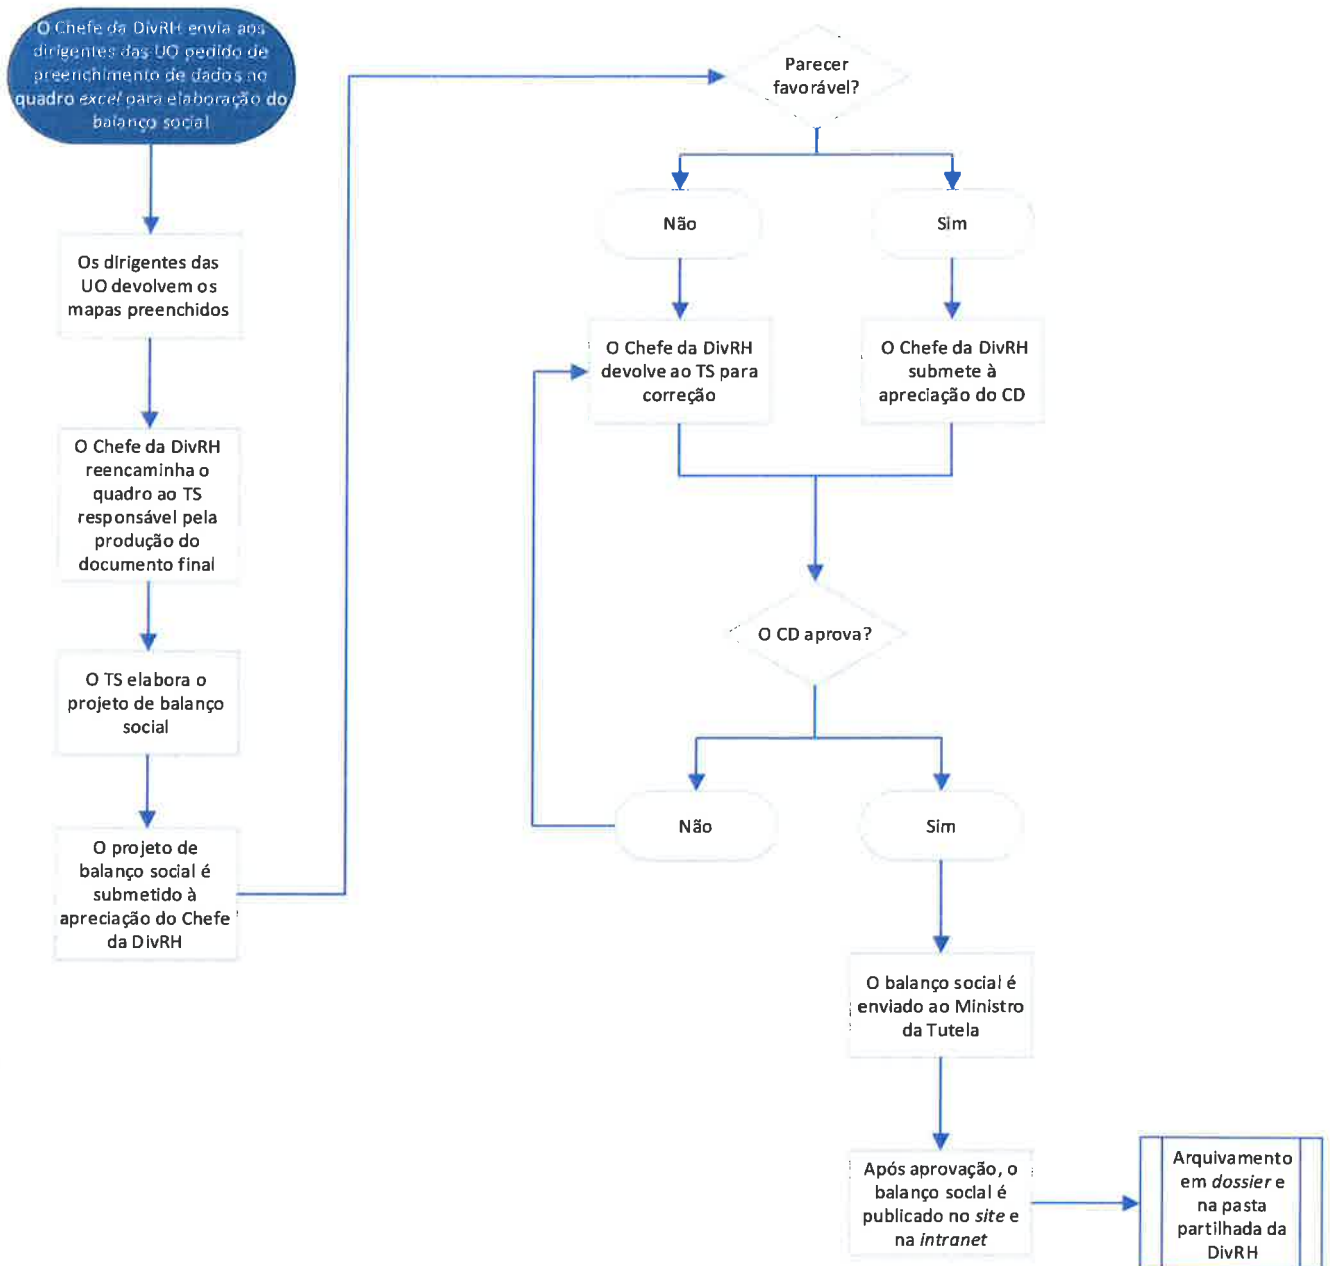 O Chefe da DivRH envia aos
dirigentes das UO pedido de
preenchimento de dados no
quadro excel para elaboração do
balanço social
Os dirigentes das
UO devolvem os
mapas preenchidos
O Chefe da DivRH
reencaminha o
quadro ao TS
responsável pela
produção do
documento final
O TS elabora o
projeto de balanço
social
O projeto de
balanço social é
submetido à
apreciação do Chefe
da DivRH
Parecer
favorável?
Não
Sim
O Chefe da DivRH
devolve ao TS para
correção
O Chefe da DivRH
submete à
apreciação do CD
O CD aprova?
Não
Sim
O balanço social é
enviado ao Ministro
da Tutela
Após aprovação, o
balanço social é
publicado no site e
na intranet
Arquivamento
em dossier e
na pasta
partilhada da
DivRH